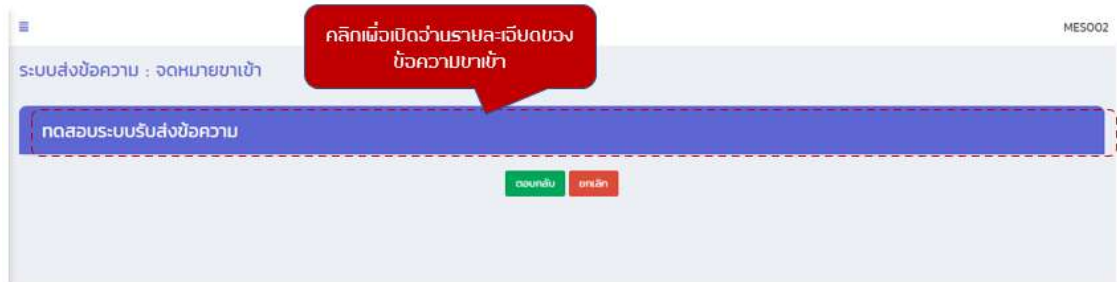 MES002
คลิกเพื่อเปิดอ่านรายละเอียดของ
ข้อความขาเข้า
ระบบส่งข้อความ : จดหมายขาเข้า
ทดสอบระบบรับส่งข้อความ
ตอบกลับ
ยกเลิก